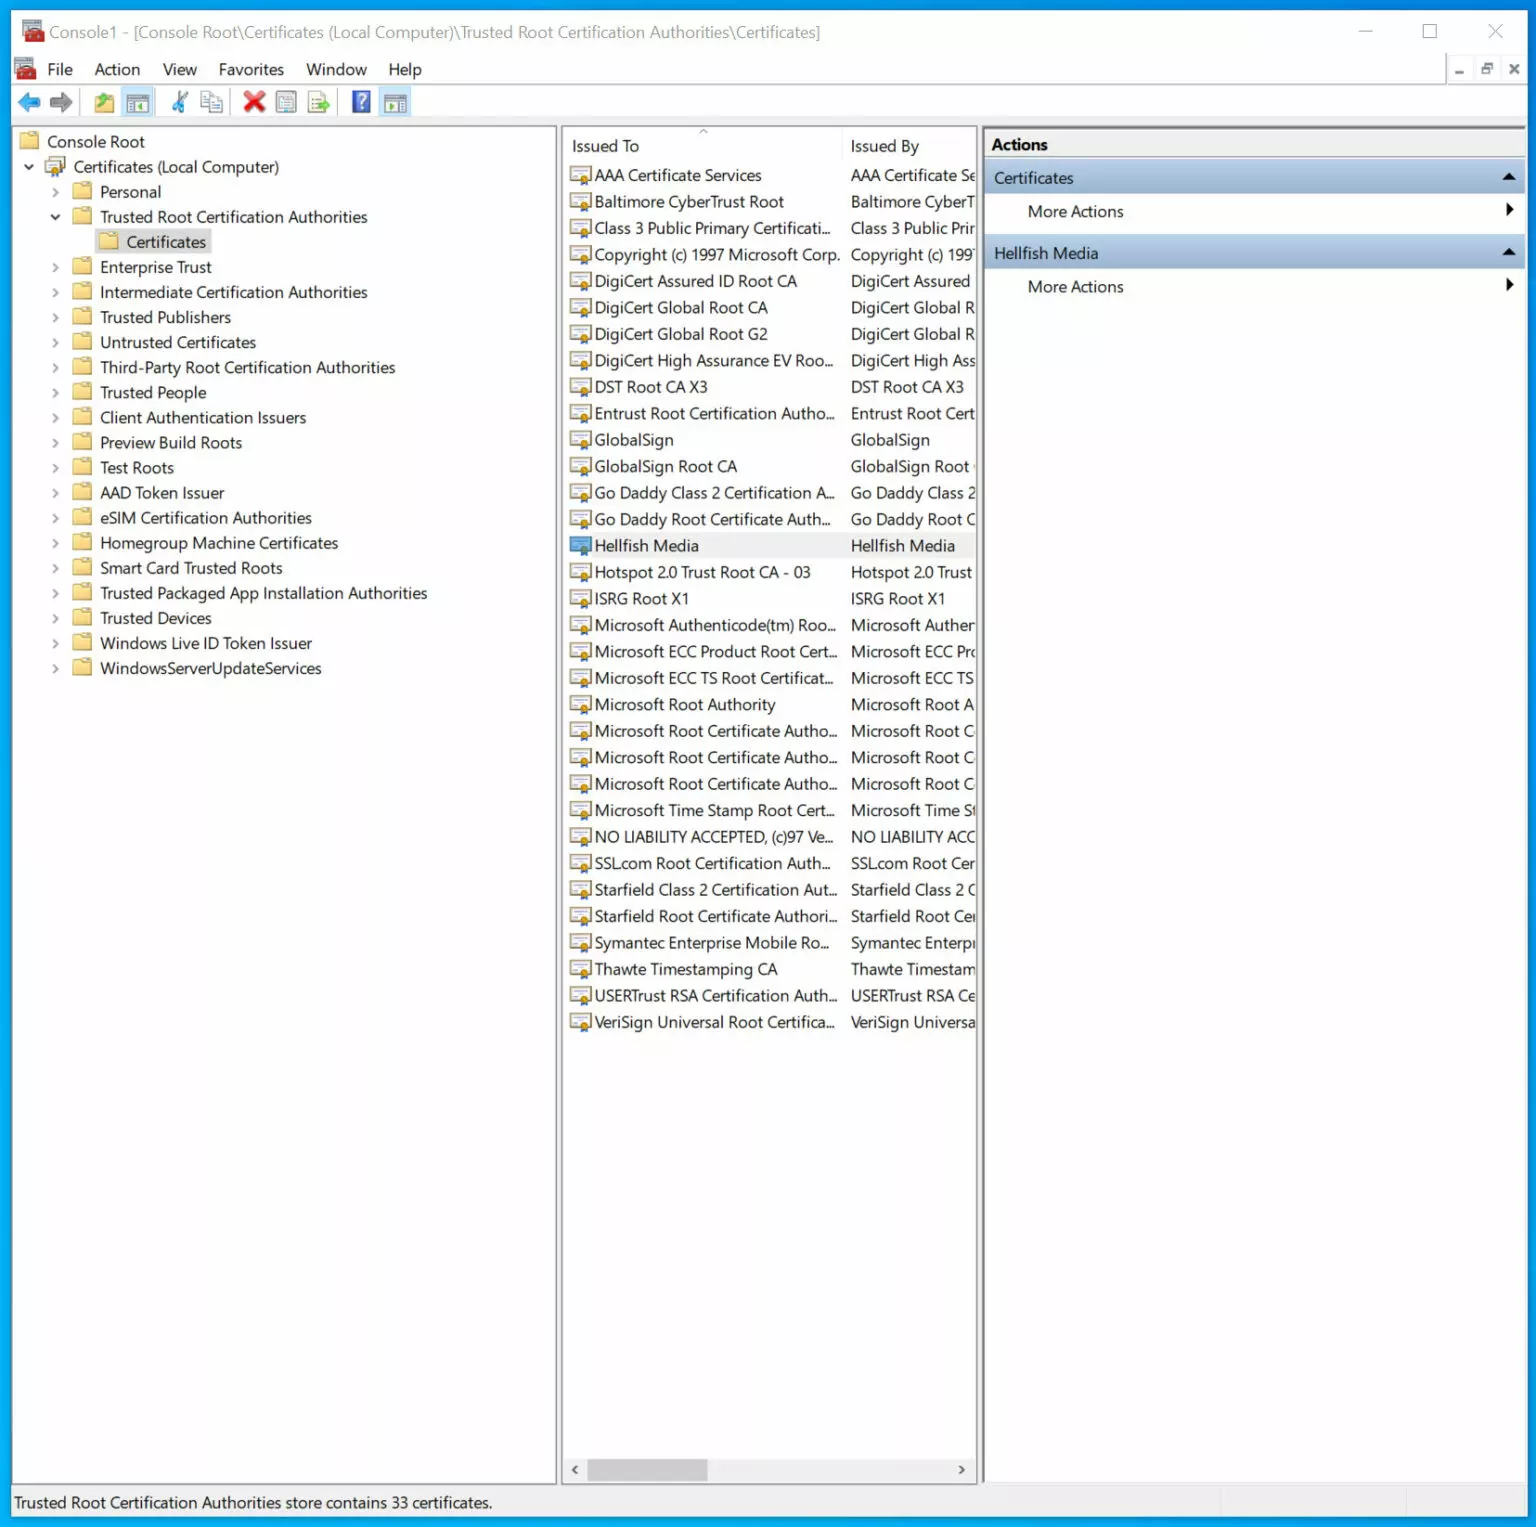 Console1 - [Console Root\Certificates (Local Computer)\Trusted Root Certification Authorities\Certificates]
File Action View Favorites Window Help
Console Root
Certificates (Local Computer)
Personal
Trusted Root Certification Authorities
Certificates
Enterprise Trust
Intermediate Certification Authorities
Trusted Publishers
Untrusted Certificates
Third-Party Root Certification Authorities
Trusted People
Client Authentication Issuers
Preview Build Roots
Test Roots
AAD Token Issuer
eSIM Certification Authorities
Homegroup Machine Certificates
Smart Card Trusted Roots
Trusted Packaged App Installation Authorities
Trusted Devices
Windows Live ID Token Issuer
WindowsServerUpdateServices
Issued To Issued By
AAA Certificate Services AAA Certificate Se
Baltimore CyberTrust Root Baltimore CyberT
Class 3 Public Primary Certificati... Class 3 Public Prir
Copyright (c) 1997 Microsoft Corp. Copyright (c) 199
DigiCert Assured ID Root CA DigiCert Assured
DigiCert Global Root CA DigiCert Global R
DigiCert Global Root G2 DigiCert Global R
DigiCert High Assurance EV Roo... DigiCert High Ass
DST Root CA X3 DST Root CA X3
Entrust Root Certification Autho... Entrust Root Cert
GlobalSign GlobalSign
GlobalSign Root CA GlobalSign Root
Go Daddy Class 2 Certification A... Go Daddy Class 2
Go Daddy Root Certificate Auth... Go Daddy Root C
Hellfish Media Hellfish Media
Hotspot 2.0 Trust Root CA - 03 Hotspot 2.0 Trust
ISRG Root X1 ISRG Root X1
Microsoft Authenticode(tm) Roo... Microsoft Auther
Microsoft ECC Product Root Cert... Microsoft ECC Pro
Microsoft ECC TS Root Certificat... Microsoft ECC TS
Microsoft Root Authority Microsoft Root A
Microsoft Root Certificate Autho... Microsoft Root C
Microsoft Root Certificate Autho... Microsoft Root C
Microsoft Root Certificate Autho... Microsoft Root C
Microsoft Time Stamp Root Cert... Microsoft Time St
NO LIABILITY ACCEPTED, (c)97 Ve... NO LIABILITY ACC
SSL.com Root Certification Auth... SSL.com Root Cer
Starfield Class 2 Certification Aut... Starfield Class 2 C
Starfield Root Certificate Authori... Starfield Root Cer
Symantec Enterprise Mobile Ro... Symantec Enterpr
Thawte Timestamping CA Thawte Timestam
USERTrust RSA Certification Auth... USERTrust RSA Ce
VeriSign Universal Root Certifica... VeriSign Universa
Actions
Certificates
More Actions
Hellfish Media
More Actions
Trusted Root Certification Authorities store contains 33 certificates.